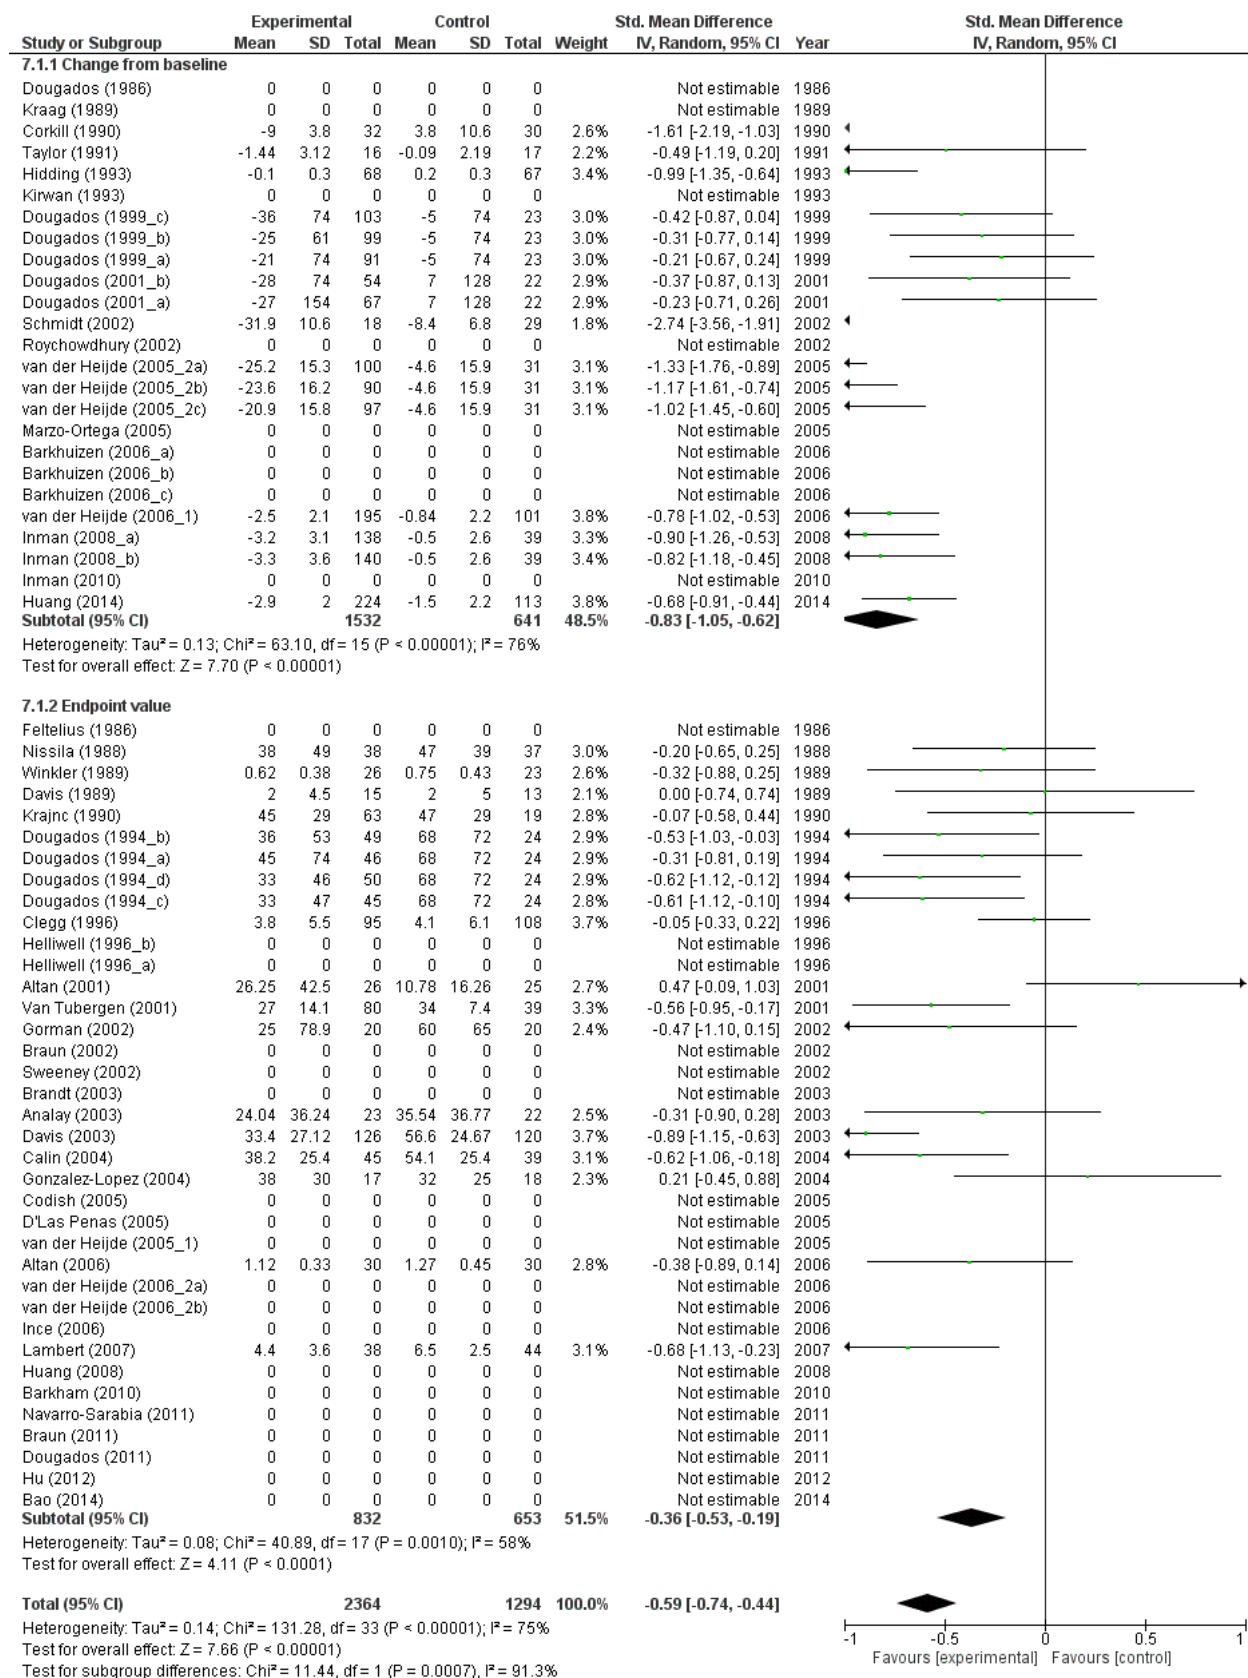 Experimental Control Std. Mean Difference Std. Mean Difference
Study or Subgroup Mean SD Total Mean SD Total Weight IV, Random, 95% CI Year IV, Random, 95% CI
7.1.1 Change from baseline
Dougados (1986) 0 0 0 0 0 0 Not estimable 1986
Kraag (1989) 0 0 0 0 0 0 Not estimable 1989
Corkill (1990) -9 3.8 32 3.8 10.6 30 2.6% -1.61 [-2.19, -1.03] 1990
Taylor (1991) -1.44 3.12 16 -0.09 2.19 17 2.2% -0.49 [-1.19, 0.20] 1991
Hidding (1993) -0.1 0.3 68 0.2 0.3 67 3.4% -0.99 [-1.35, -0.64] 1993
Kirwan (1993) 0 0 0 0 0 0 Not estimable 1993
Dougados (1999_c) -36 74 103 -5 74 23 3.0% -0.42 [-0.87, 0.04] 1999
Dougados (1999_b) -25 61 99 -5 74 23 3.0% -0.31 [-0.77, 0.14] 1999
Dougados (1999_a) -21 74 91 -5 74 23 3.0% -0.21 [-0.67, 0.24] 1999
Dougados (2001_b) -28 74 54 7 128 22 2.9% -0.37 [-0.87, 0.13] 2001
Dougados (2001_a) -27 154 67 7 128 22 2.9% -0.23 [-0.71, 0.26] 2001
Schmidt (2002) -31.9 10.6 18 -8.4 6.8 29 1.8% -2.74 [-3.56, -1.91] 2002
Roychowdhury (2002) 0 0 0 0 0 0 Not estimable 2002
van der Heijde (2005_2a) -25.2 15.3 100 -4.6 15.9 31 3.1% -1.33 [-1.76, -0.89] 2005
van der Heijde (2005_2b) -23.6 16.2 90 -4.6 15.9 31 3.1% -1.17 [-1.61, -0.74] 2005
van der Heijde (2005_2c) -20.9 15.8 97 -4.6 15.9 31 3.1% -1.02 [-1.45, -0.60] 2005
Marzo-Ortega (2005) 0 0 0 0 0 0 Not estimable 2005
Barkhuizen (2006_a) 0 0 0 0 0 0 Not estimable 2006
Barkhuizen (2006_b) 0 0 0 0 0 0 Not estimable 2006
Barkhuizen (2006_c) 0 0 0 0 0 0 Not estimable 2006
van der Heijde (2006_1) -2.5 2.1 195 -0.84 2.2 101 3.8% -0.78 [-1.02, -0.53] 2006
Inman (2008_a) -3.2 3.1 138 -0.5 2.6 39 3.3% -0.90 [-1.26, -0.53] 2008
Inman (2008_b) -3.3 3.6 140 -0.5 2.6 39 3.4% -0.82 [-1.18, -0.45] 2008
Inman (2010) 0 0 0 0 0 0 Not estimable 2010
Huang (2014) -2.9 2 224 -1.5 2.2 113 3.8% -0.68 [-0.91, -0.44] 2014
Subtotal (95% CI) 1532 641 48.5% -0.83 [-1.05, -0.62]
Heterogeneity: Tau² = 0.13; Chi² = 63.10, df = 15 (P < 0.00001); I² = 76%
Test for overall effect: Z = 7.70 (P < 0.00001)
7.1.2 Endpoint value
Feltelius (1986) 0 0 0 0 0 0 Not estimable 1986
Nissila (1988) 38 49 38 47 39 37 3.0% -0.20 [-0.65, 0.25] 1988
Winkler (1989) 0.62 0.38 26 0.75 0.43 23 2.6% -0.32 [-0.88, 0.25] 1989
Davis (1989) 2 4.5 15 2 5 13 2.1% 0.00 [-0.74, 0.74] 1989
Krajnc (1990) 45 29 63 47 29 19 2.8% -0.07 [-0.58, 0.44] 1990
Dougados (1994_b) 36 53 49 68 72 24 2.9% -0.53 [-1.03, -0.03] 1994
Dougados (1994_a) 45 74 46 68 72 24 2.9% -0.31 [-0.81, 0.19] 1994
Dougados (1994_d) 33 46 50 68 72 24 2.9% -0.62 [-1.12, -0.12] 1994
Dougados (1994_c) 33 47 45 68 72 24 2.8% -0.61 [-1.12, -0.10] 1994
Clegg (1996) 3.8 5.5 95 4.1 6.1 108 3.7% -0.05 [-0.33, 0.22] 1996
Helliwell (1996_b) 0 0 0 0 0 0 Not estimable 1996
Helliwell (1996_a) 0 0 0 0 0 0 Not estimable 1996
Altan (2001) 26.25 42.5 26 10.78 16.26 25 2.7% 0.47 [-0.09, 1.03] 2001
Van Tubergen (2001) 27 14.1 80 34 7.4 39 3.3% -0.56 [-0.95, -0.17] 2001
Gorman (2002) 25 78.9 20 60 65 20 2.4% -0.47 [-1.10, 0.15] 2002
Braun (2002) 0 0 0 0 0 0 Not estimable 2002
Sweeney (2002) 0 0 0 0 0 0 Not estimable 2002
Brandt (2003) 0 0 0 0 0 0 Not estimable 2003
Analay (2003) 24.04 36.24 23 35.54 36.77 22 2.5% -0.31 [-0.90, 0.28] 2003
Davis (2003) 33.4 27.12 126 56.6 24.67 120 3.7% -0.89 [-1.15, -0.63] 2003
Calin (2004) 38.2 25.4 45 54.1 25.4 39 3.1% -0.62 [-1.06, -0.18] 2004
Gonzalez-Lopez (2004) 38 30 17 32 25 18 2.3% 0.21 [-0.45, 0.88] 2004
Codish (2005) 0 0 0 0 0 0 Not estimable 2005
D'Las Penas (2005) 0 0 0 0 0 0 Not estimable 2005
van der Heijde (2005_1) 0 0 0 0 0 0 Not estimable 2005
Altan (2006) 1.12 0.33 30 1.27 0.45 30 2.8% -0.38 [-0.89, 0.14] 2006
van der Heijde (2006_2a) 0 0 0 0 0 0 Not estimable 2006
van der Heijde (2006_2b) 0 0 0 0 0 0 Not estimable 2006
Ince (2006) 0 0 0 0 0 0 Not estimable 2006
Lambert (2007) 4.4 3.6 38 6.5 2.5 44 3.1% -0.68 [-1.13, -0.23] 2007
Huang (2008) 0 0 0 0 0 0 Not estimable 2008
Barkham (2010) 0 0 0 0 0 0 Not estimable 2010
Navarro-Sarabia (2011) 0 0 0 0 0 0 Not estimable 2011
Braun (2011) 0 0 0 0 0 0 Not estimable 2011
Dougados (2011) 0 0 0 0 0 0 Not estimable 2011
Hu (2012) 0 0 0 0 0 0 Not estimable 2012
Bao (2014) 0 0 0 0 0 0 Not estimable 2014
Subtotal (95% CI) 832 653 51.5% -0.36 [-0.53, -0.19]
Heterogeneity: Tau² = 0.08; Chi² = 40.89, df = 17 (P = 0.0010); I² = 58%
Test for overall effect: Z = 4.11 (P < 0.0001)
Total (95% CI) 2364 1294 100.0% -0.59 [-0.74, -0.44]
Heterogeneity: Tau² = 0.14; Chi² = 131.28, df = 33 (P < 0.00001); I² = 75%
Test for overall effect: Z = 7.66 (P < 0.00001)
Test for subgroup differences: Chi² = 11.44, df = 1 (P = 0.0007), I² = 91.3%
-1 -0.5 0 0.5 1
Favours [experimental] Favours [control]